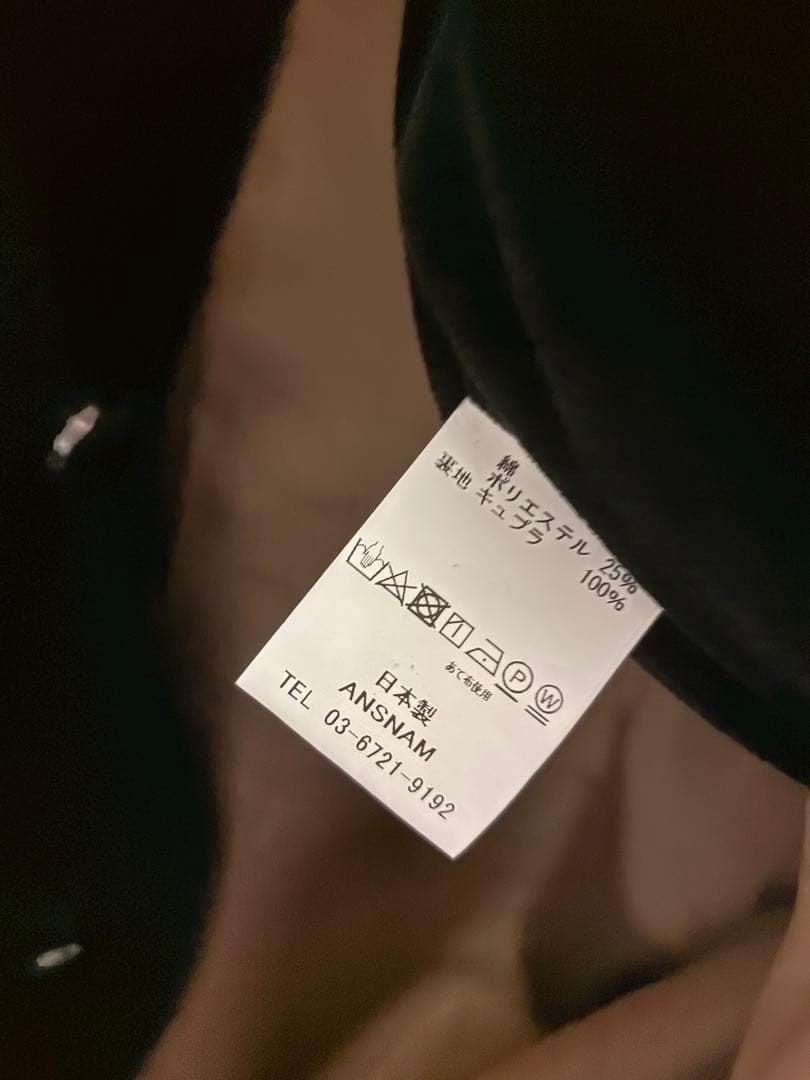 綿
ポリエステル 25%
裏地 キュプラ 100%
あて布使用
P W
日本製
ANSNAM
TEL 03-6721-9192